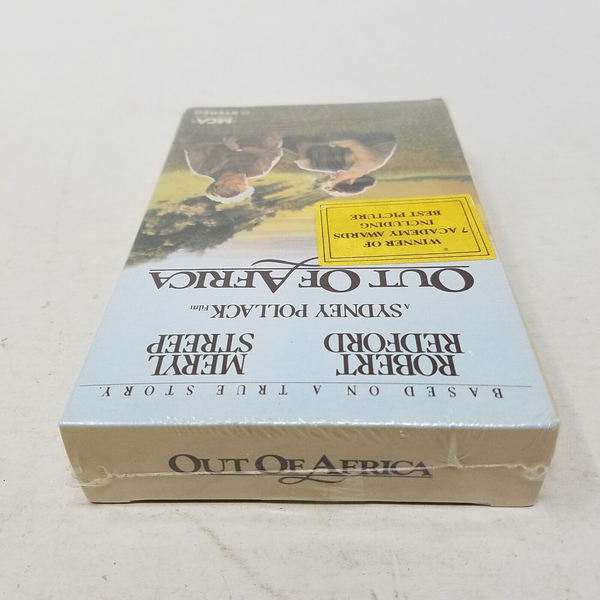 BASED ON A TRUE STORY.
ROBERT REDFORD
MERYL STREEP
A SYDNEY POLLACK Film
OUT OF AFRICA
WINNER OF
7 ACADEMY AWARDS
INCLUDING
BEST PICTURE
MCA
OUT OF AFRICA